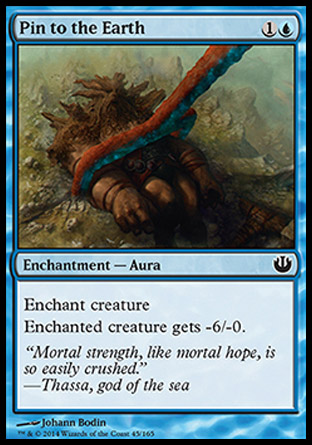 Pin to the Earth 1
Enchantment — Aura
Enchant creature
Enchanted creature gets -6/-0.
“Mortal strength, like mortal hope, is
so easily crushed.”
—Thassa, god of the sea
Johann Bodin
™ & © 2014 Wizards of the Coast 45/165